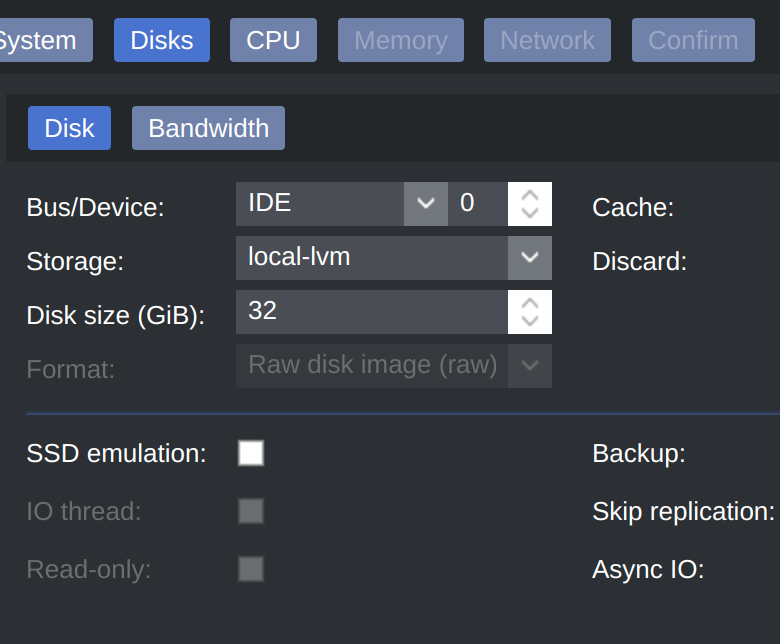 System Disks CPU Memory Network Confirm
Disk Bandwidth
Bus/Device: IDE 0 Cache:
Storage: local-lvm Discard:
Disk size (GiB): 32
Format: Raw disk image (raw)
SSD emulation: Backup:
IO thread: Skip replication:
Read-only: Async IO: